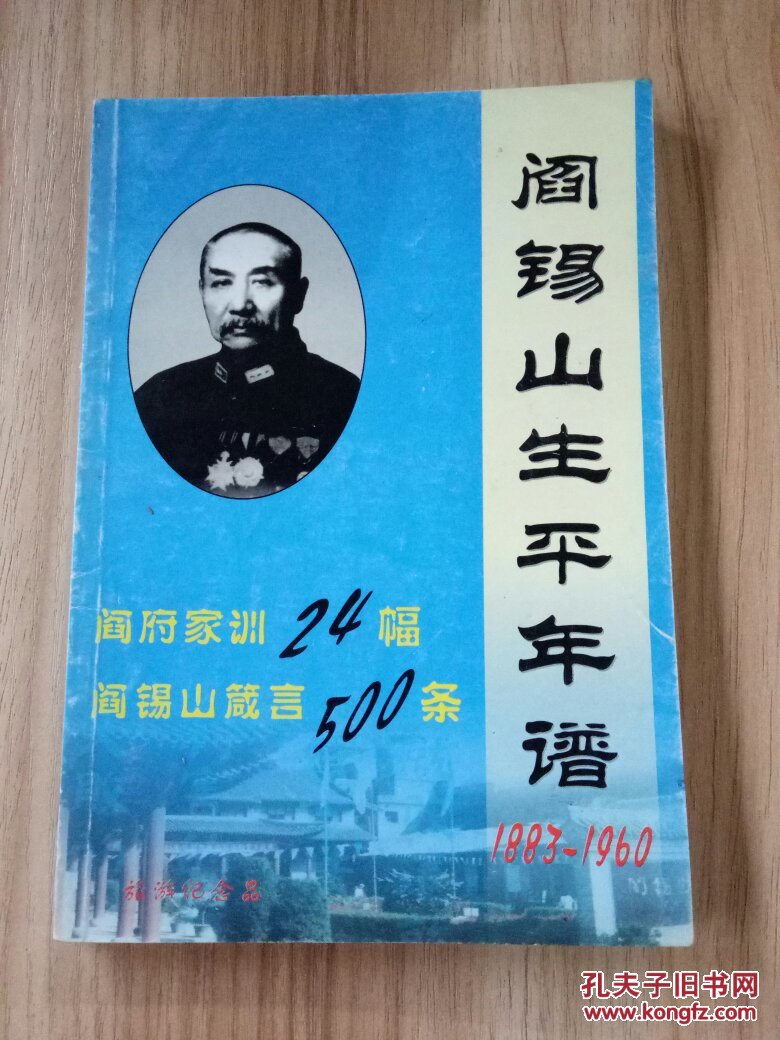 阎锡山生平年谱
1883-1960
阎府家训24幅
阎锡山箴言500条
旅游纪念品
孔夫子旧书网
www.kongfz.com